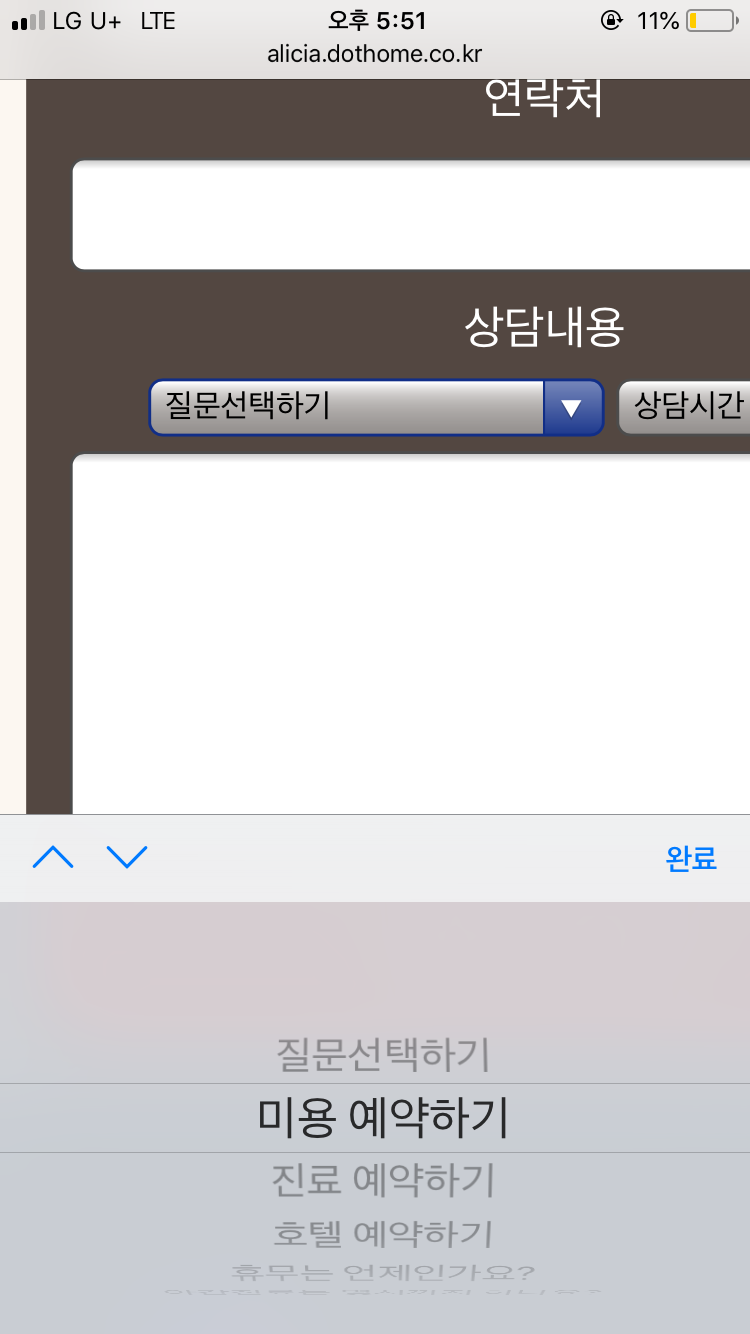 LG U+ LTE 오후 5:51 11%
alicia.dothome.co.kr
연락처
상담내용
질문선택하기 상담시간
완료
질문선택하기
미용 예약하기
진료 예약하기
호텔 예약하기
휴무는 언제인가요?